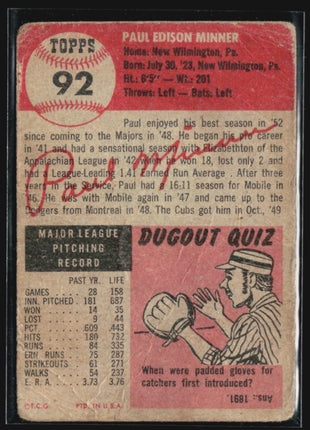 TOPPS
92
PAUL EDISON MINNER
Home: New Wilmington, Pa.
Born: July 30, '23, New Wilmington, Pa.
Ht.: 6'5" - Wt.: 201
Throws: Left - Bats: Left
Paul enjoyed his best season in '52
since coming to the Majors in '48. He began his pro career
in '41 and had a sensational season with Elizabethton of the
Appalachian League in '42 when he won 18, lost only 2 and
had a League-Leading 1.41 Earned Run Average. After three
years in the Service, Paul had a 16-11 season for Mobile in
'46. He was with Mobile again in '47 and came up to the
Dodgers from Montreal in '48. The Cubs got him in Oct., '49
Paul Minner
MAJOR LEAGUE
PITCHING
RECORD
PAST YR. LIFE
GAMES 28 158
INN. PITCHED 181 687
WON 14 35
LOST 9 44
PCT .609 .443
HITS 180 732
RUNS 84 335
ERN RUNS 75 287
STRIKEOUTS 61 271
WALKS 54 237
E. R. A. 3.73 3.76
©T.C.G. PTD. IN U.S.A.
DUGOUT QUIZ
When were padded gloves for
catchers first introduced?
Ans.: 1891.